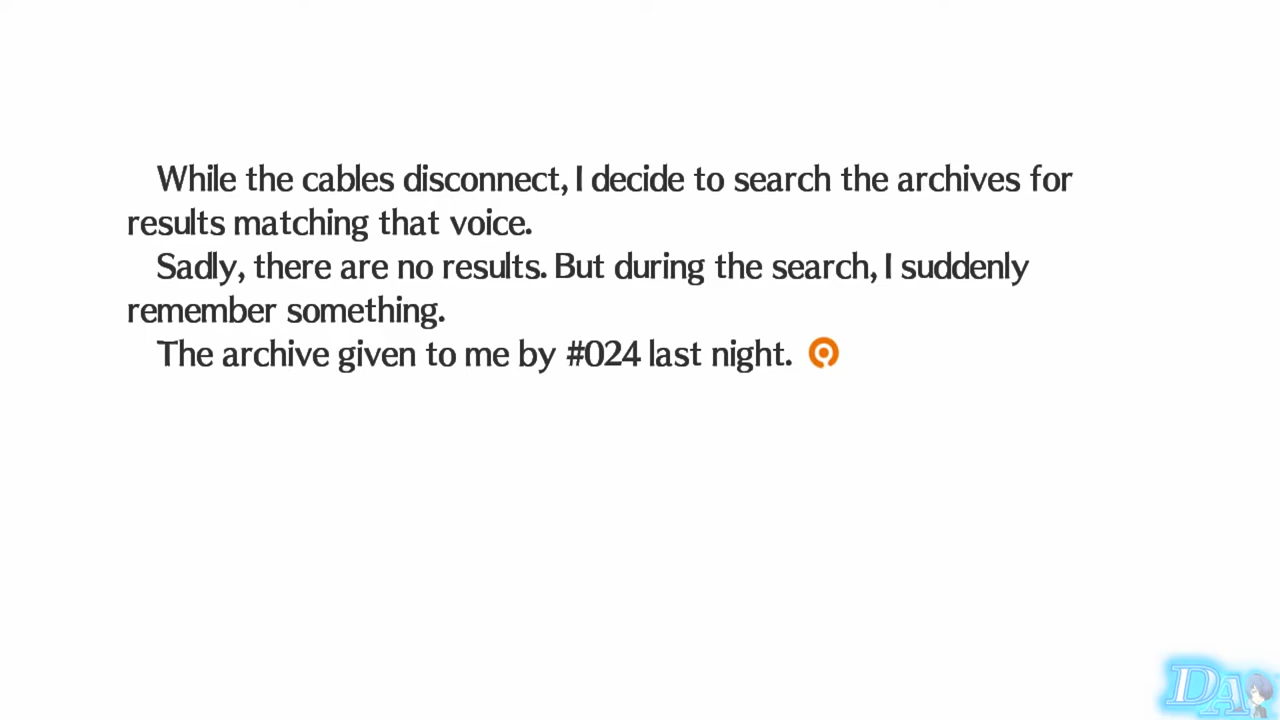 While the cables disconnect, I decide to search the archives for
results matching that voice.
Sadly, there are no results. But during the search, I suddenly
remember something.
The archive given to me by #024 last night.
DA